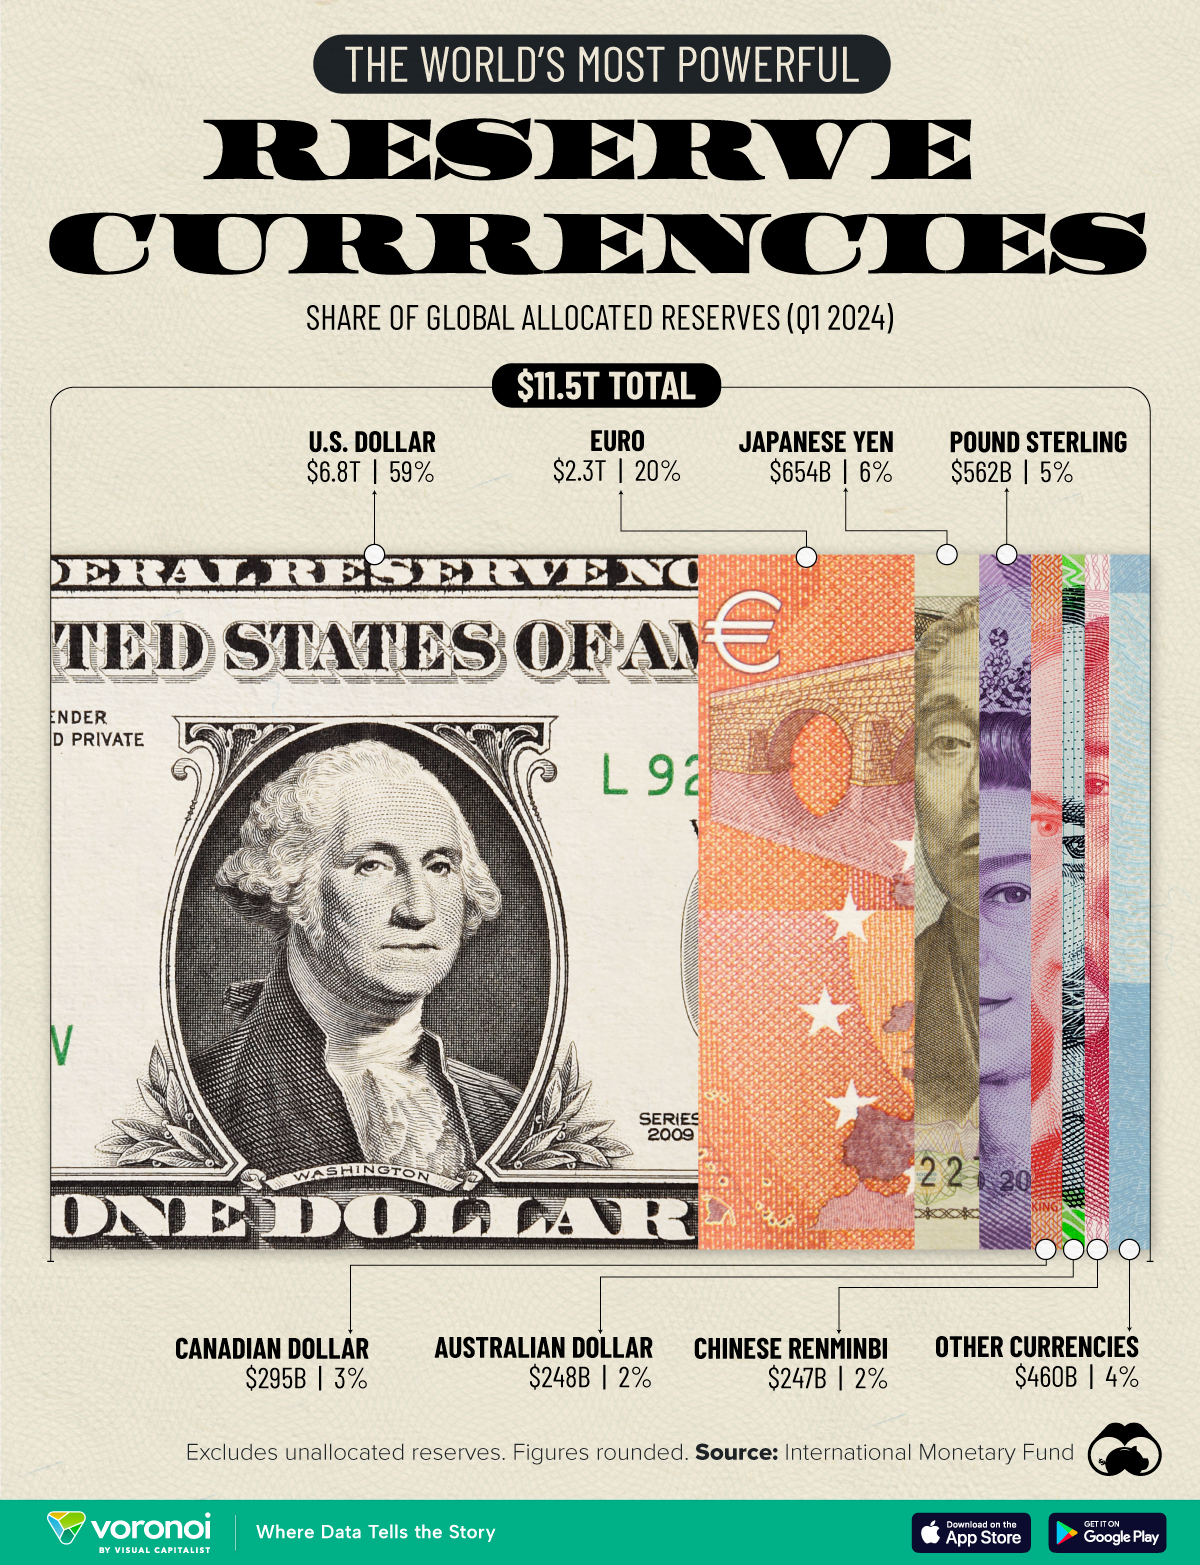 THE WORLD'S MOST POWERFUL
RESERVE
CURRENCIES
SHARE OF GLOBAL ALLOCATED RESERVES (Q1 2024)
$11.5T TOTAL
U.S. DOLLAR
$6.8T | 59%
EURO
$2.3T | 20%
JAPANESE YEN
$654B | 6%
POUND STERLING
$562B | 5%
DERAL RESERVE NO
TED STATES OF AM
€
ENDER
D PRIVATE
L 92
SERIES
2009
WASHINGTON
22
20
KING
ONE DOLLAR
CANADIAN DOLLAR
$295B | 3%
AUSTRALIAN DOLLAR
$248B | 2%
CHINESE RENMINBI
$247B | 2%
OTHER CURRENCIES
$460B | 4%
Excludes unallocated reserves. Figures rounded. Source: International Monetary Fund
voronoi
BY VISUAL CAPITALIST
Where Data Tells the Story
Download on the
App Store
GET IT ON
Google Play